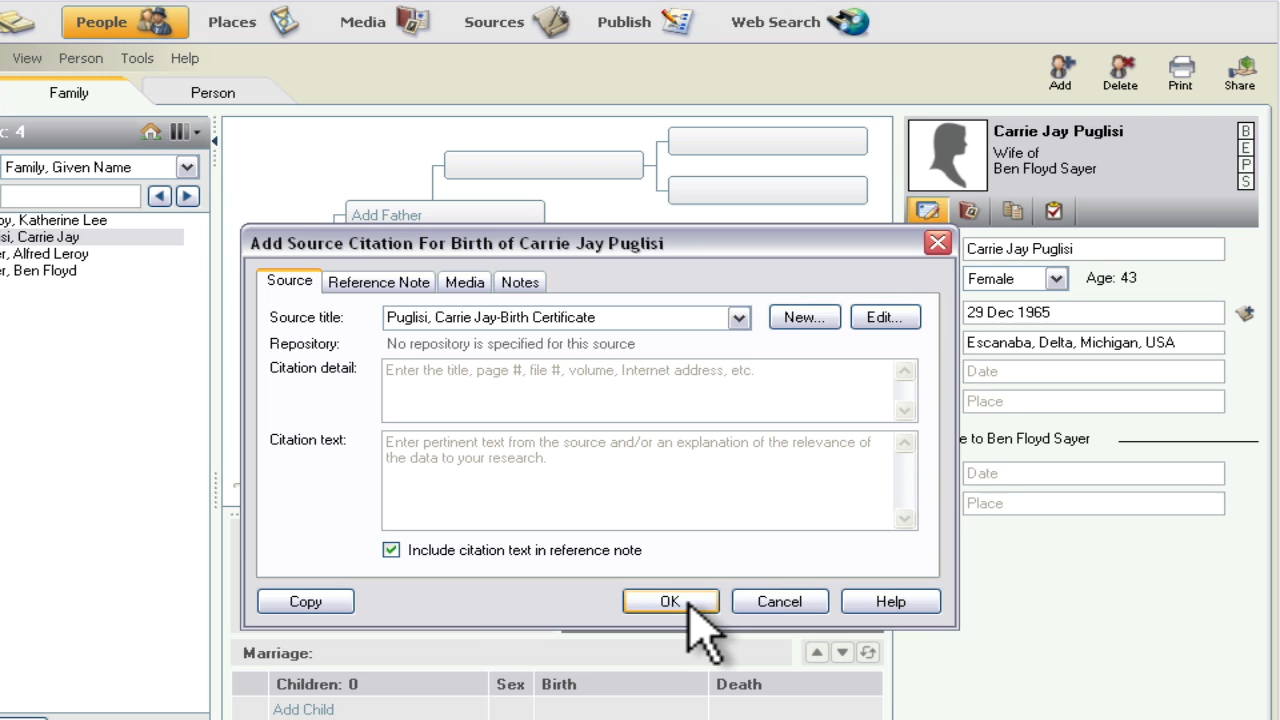 People Places Media Sources Publish Web Search
View Person Tools Help
Add Delete Print Share
Family Person
: 4
Family, Given Name
oy, Katherine Lee
si, Carrie Jay
r, Alfred Leroy
r, Ben Floyd
Add Father
Carrie Jay Puglisi
Wife of
Ben Floyd Sayer
B
E
P
S
Add Source Citation For Birth of Carrie Jay Puglisi
Source Reference Note Media Notes
Source title: Puglisi, Carrie Jay-Birth Certificate New... Edit...
Repository: No repository is specified for this source
Citation detail: Enter the title, page #, file #, volume, Internet address, etc.
Citation text: Enter pertinent text from the source and/or an explanation of the relevance of
the data to your research.
Include citation text in reference note
Copy OK Cancel Help
Carrie Jay Puglisi
Female Age: 43
29 Dec 1965
Escanaba, Delta, Michigan, USA
Date
Place
e to Ben Floyd Sayer
Date
Place
Marriage:
Children: 0 Sex Birth Death
Add Child